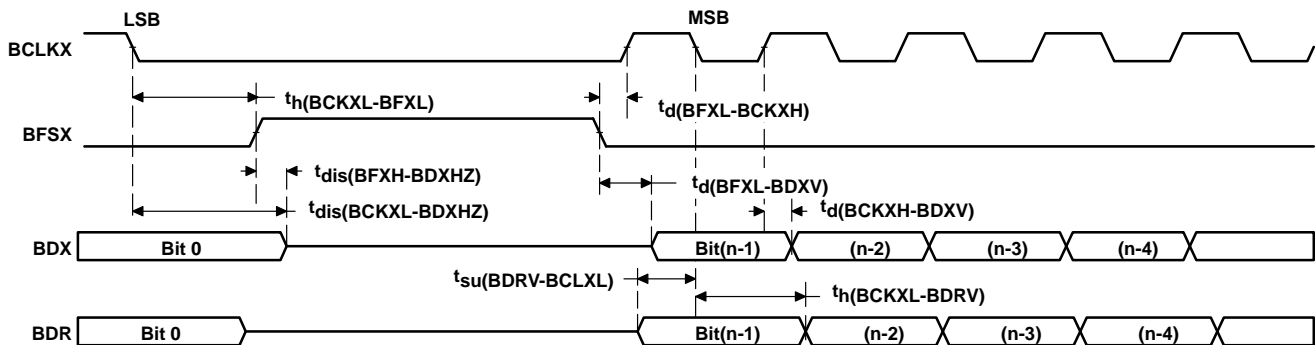 LSB MSB
BCLKX
th(BCKXL-BFXL)
td(BFXL-BCKXH)
BFSX
tdis(BFXH-BDXHZ)
td(BFXL-BDXV)
tdis(BCKXL-BDXHZ)
td(BCKXH-BDXV)
BDX Bit 0 Bit(n-1) (n-2) (n-3) (n-4)
tsu(BDRV-BCLXL)
th(BCKXL-BDRV)
BDR Bit 0 Bit(n-1) (n-2) (n-3) (n-4)